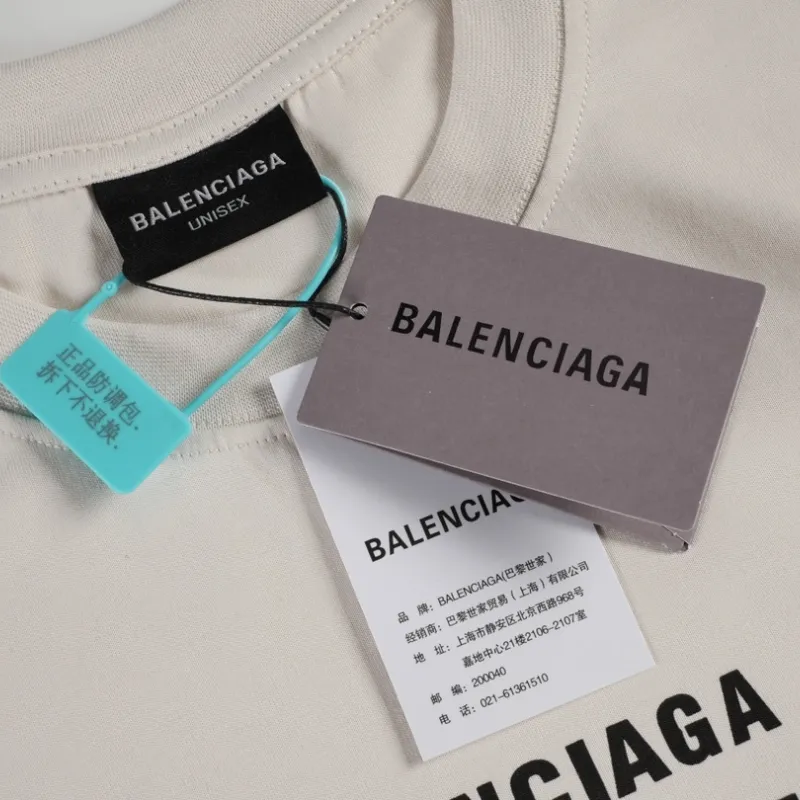 BALENCIAGA
UNISEX
BALENCIAGA
正品防调包.
拆下不退换.
BALENCIAGA
品 牌: BALENCIAGA(巴黎世家)
经销商: 巴黎世家贸易(上海)有限公司
地 址: 上海市静安区北京西路968号
嘉地中心21楼2106-2107室
邮 编: 200040
电 话: 021-61361510
NCIAGA